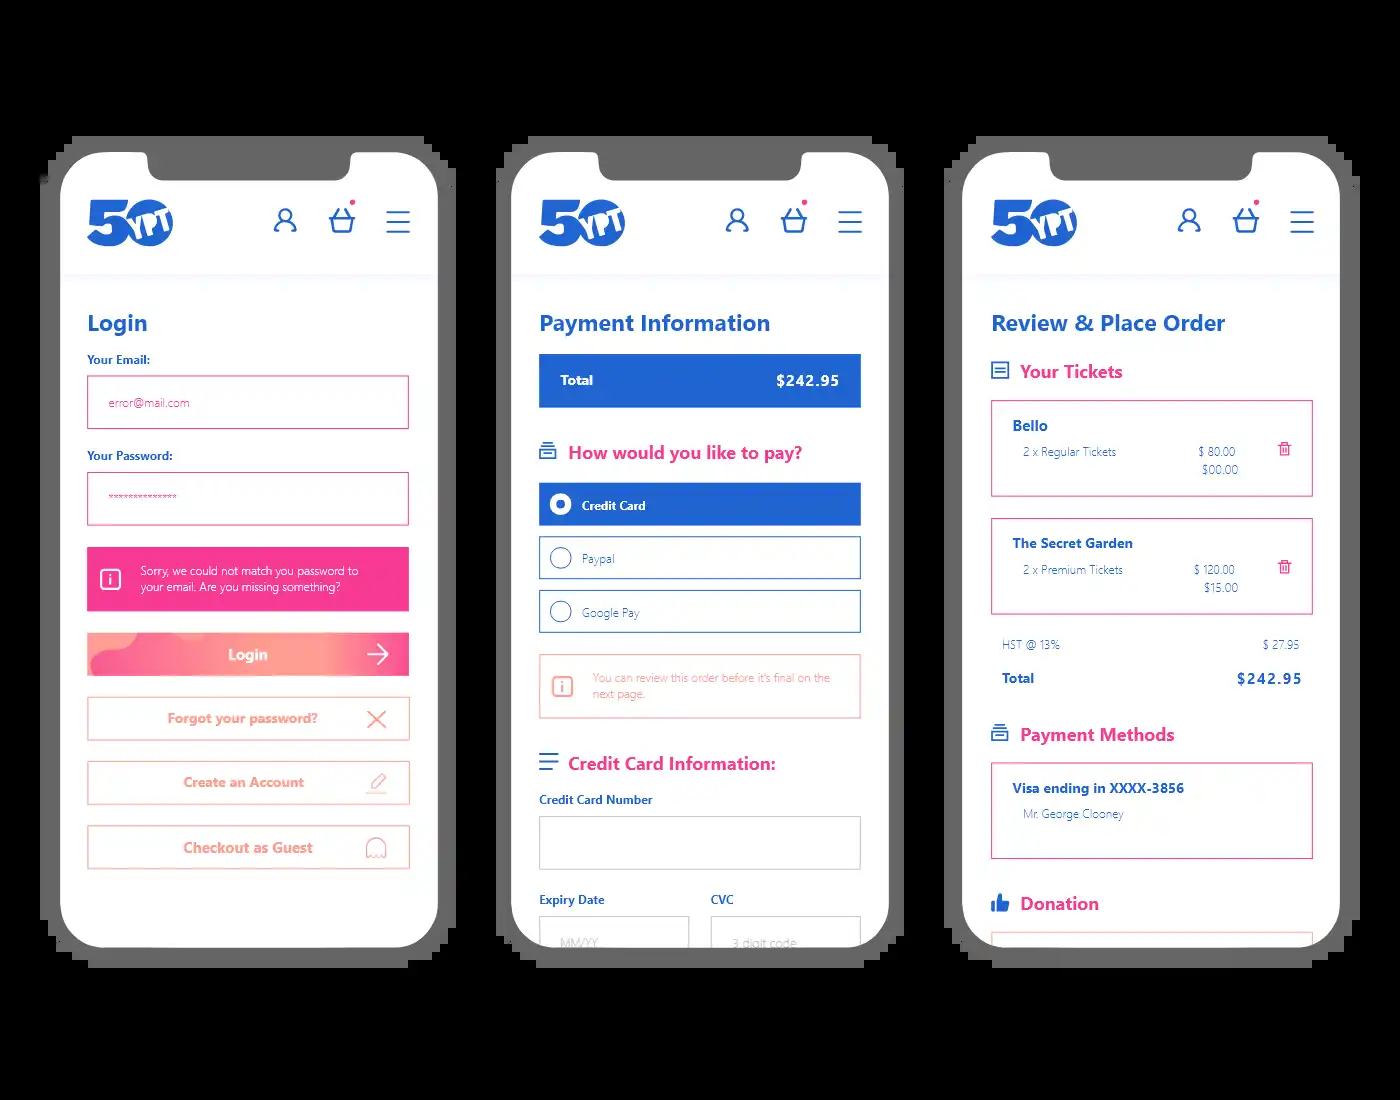 50 YPT
Login
Your Email:
error@mail.com
Your Password:
**************
Sorry, we could not match you password to
your email. Are you missing something?
Login
Forgot your password?
Create an Account
Checkout as Guest
50 YPT
Payment Information
Total $242.95
How would you like to pay?
Credit Card
Paypal
Google Pay
You can review this order before it's final on the
next page.
Credit Card Information:
Credit Card Number
Expiry Date CVC
MM/YY 3 digit code
50 YPT
Review & Place Order
Your Tickets
Bello
2 x Regular Tickets $ 80.00
$00.00
The Secret Garden
2 x Premium Tickets $ 120.00
$15.00
HST @ 13% $ 27.95
Total $242.95
Payment Methods
Visa ending in XXXX-3856
Mr. George Clooney
Donation